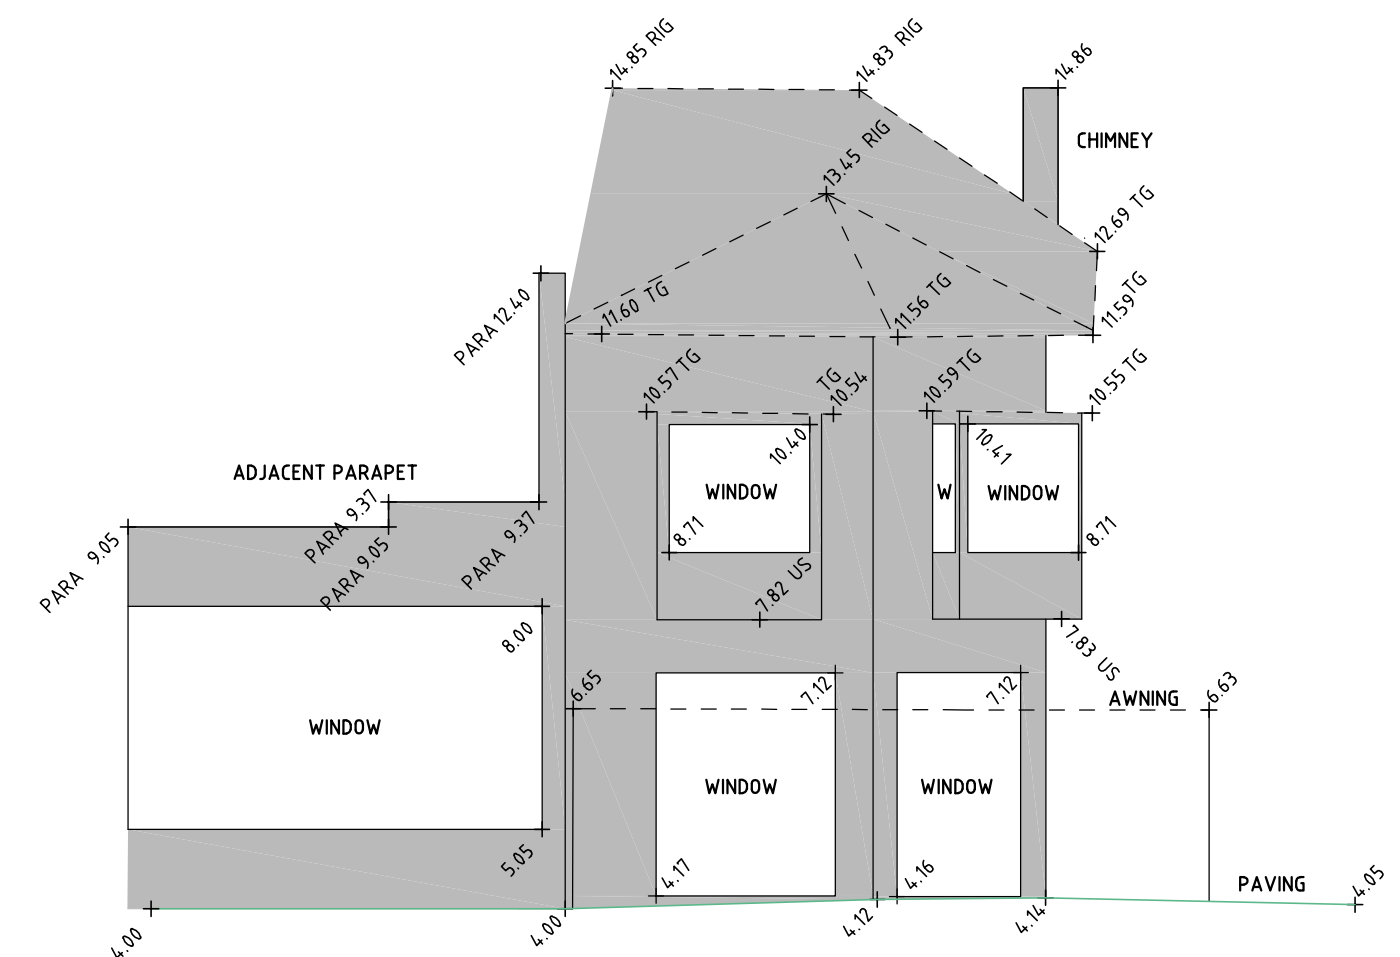 14.85 RIG
14.83 RIG
14.86
CHIMNEY
13.45 RIG
12.69 TG
PARA 12.40
11.60 TG
11.56 TG
11.59 TG
10.57 TG
TG
10.54
10.59 TG
10.55 TG
10.40
10.41
ADJACENT PARAPET
PARA 9.37
PARA 9.05
PARA 9.05
PARA 9.37
WINDOW
W
WINDOW
8.71
8.71
7.82 US
7.83 US
8.00
6.65
7.12
7.12
AWNING
6.63
WINDOW
WINDOW
WINDOW
5.05
4.17
4.16
PAVING
4.05
4.00
4.00
4.12
4.14